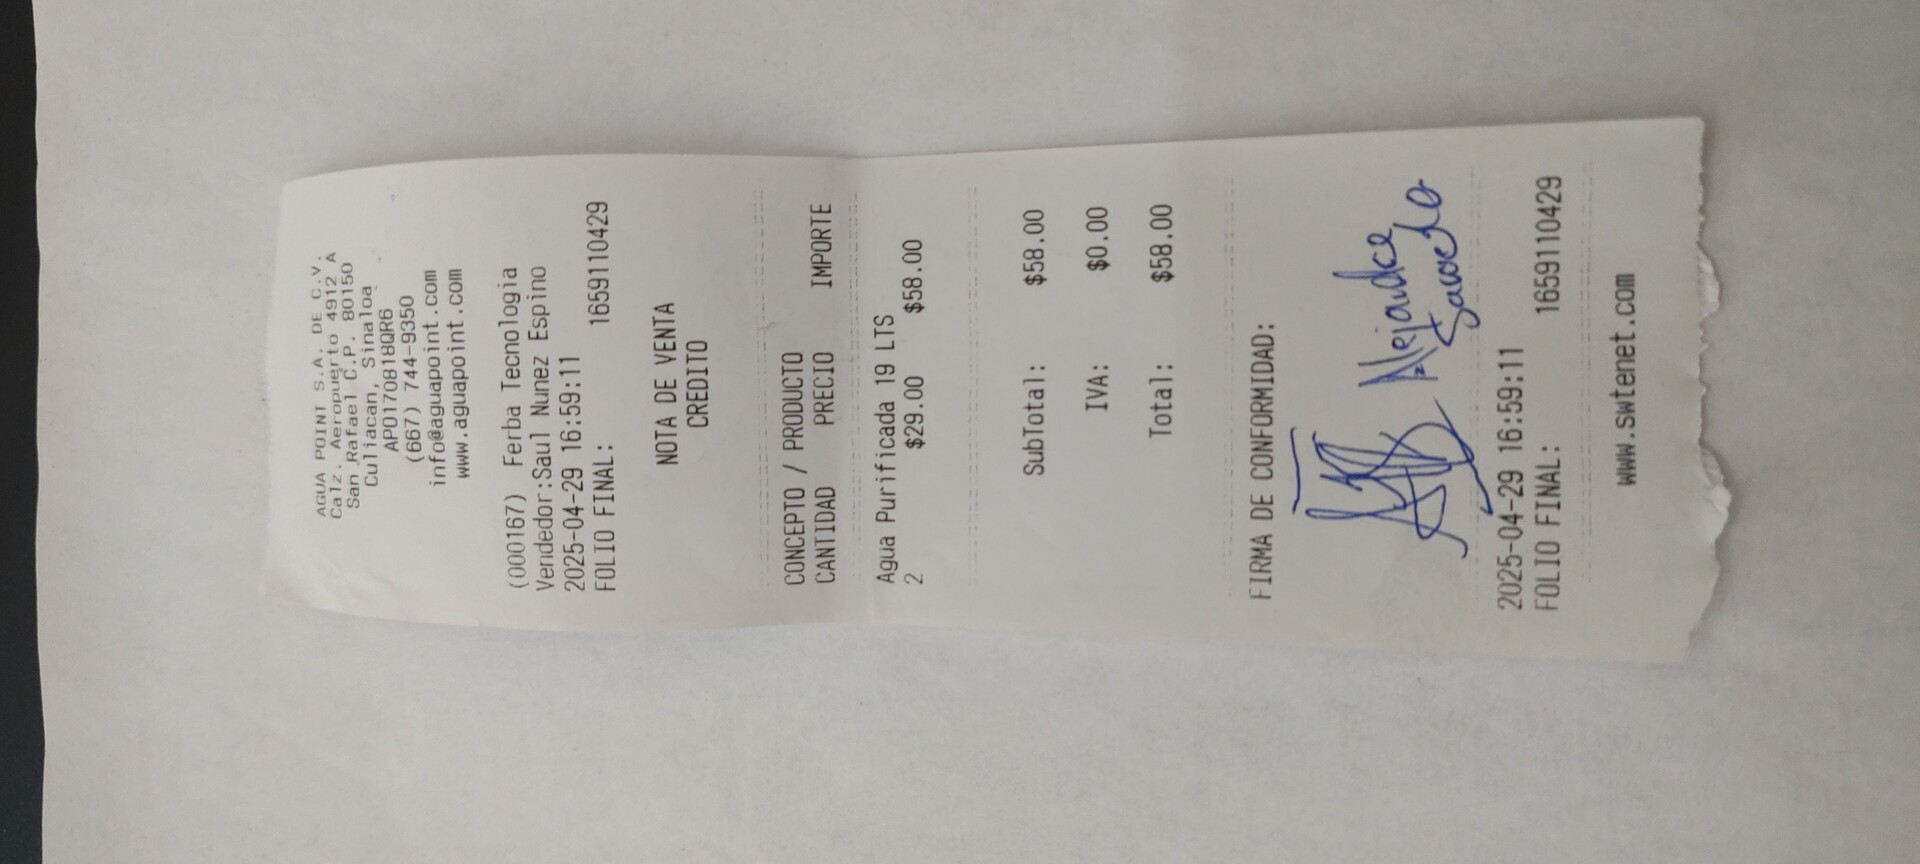 AGUA POINT S.A. DE C.V.
Calz. Aeropuerto 4912 A
San Rafael C.P. 80150
Culiacan, Sinaloa
APO170818QR6
(667) 744-9350
info@aguapoint.com
www.aguapoint.com
(000167) Ferba Tecnologia
Vendedor:Saul Nunez Espino
2025-04-29 16:59:11
FOLIO FINAL: 1659110429
NOTA DE VENTA
CREDITO
CONCEPTO / PRODUCTO
CANTIDAD PRECIO IMPORTE
Agua Purificada 19 LTS
2 $29.00 $58.00
SubTotal: $58.00
IVA: $0.00
Total: $58.00
FIRMA DE CONFORMIDAD:
2025-04-29 16:59:11
FOLIO FINAL: 1659110429
www.swtenet.com